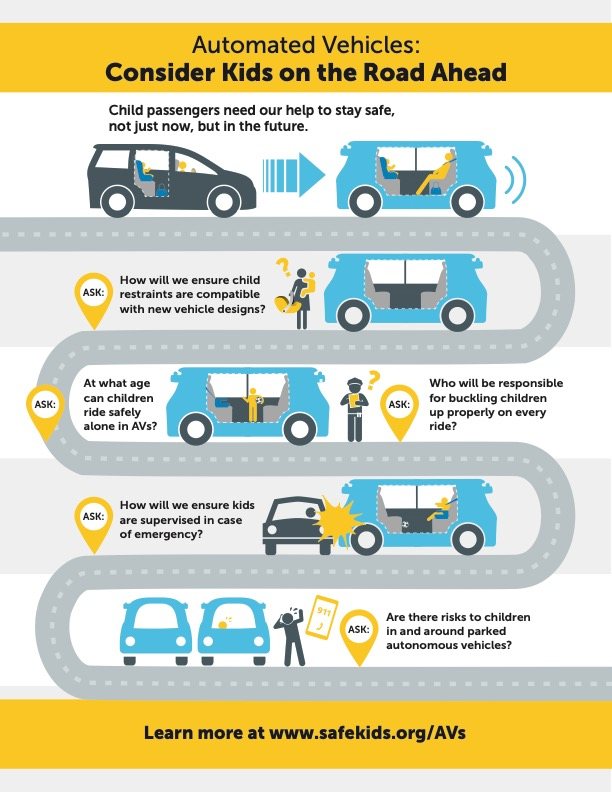 Automated Vehicles:
Consider Kids on the Road Ahead
Child passengers need our help to stay safe,
not just now, but in the future.
ASK:
How will we ensure child
restraints are compatible
with new vehicle designs?
?
ASK:
At what age
can children
ride safely
alone in AVs?
?
ASK:
Who will be responsible
for buckling children
up properly on every
ride?
ASK:
How will we ensure kids
are supervised in case
of emergency?
911
ASK:
Are there risks to children
in and around parked
autonomous vehicles?
Learn more at www.safekids.org/AVs